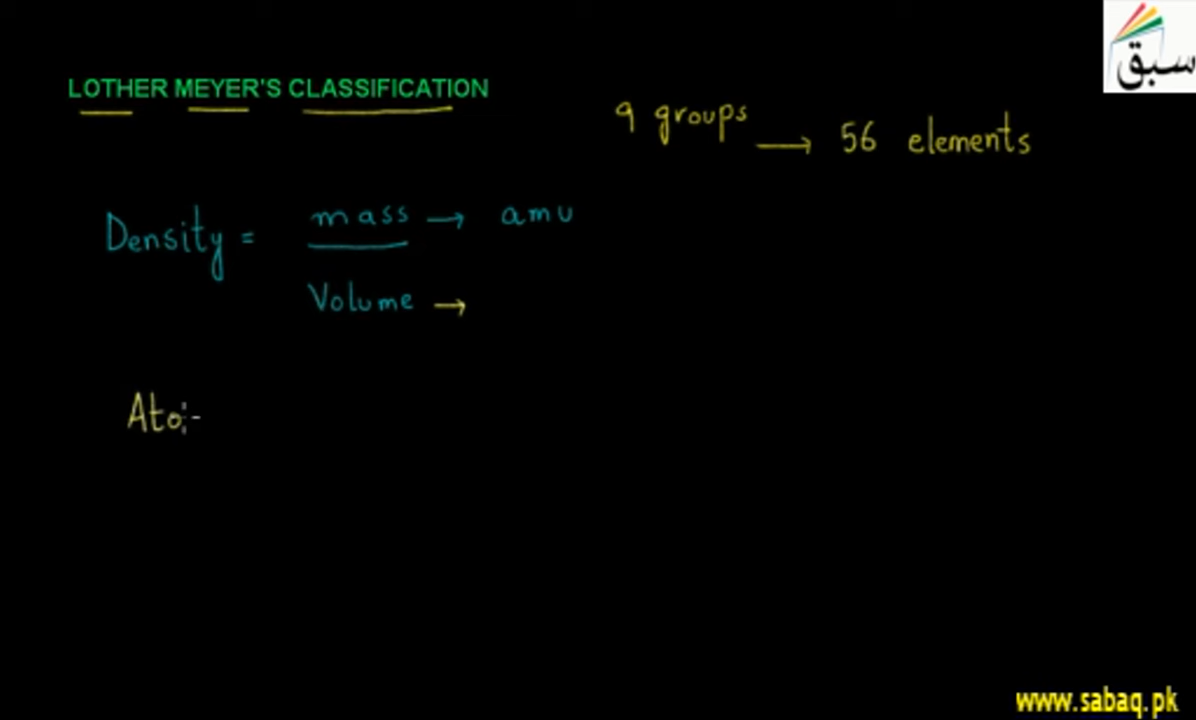 سبق
LOTHER MEYER'S CLASSIFICATION
9 groups → 56 elements
Density = mass → amu
Volume →
Ato:-
www.sabaq.pk